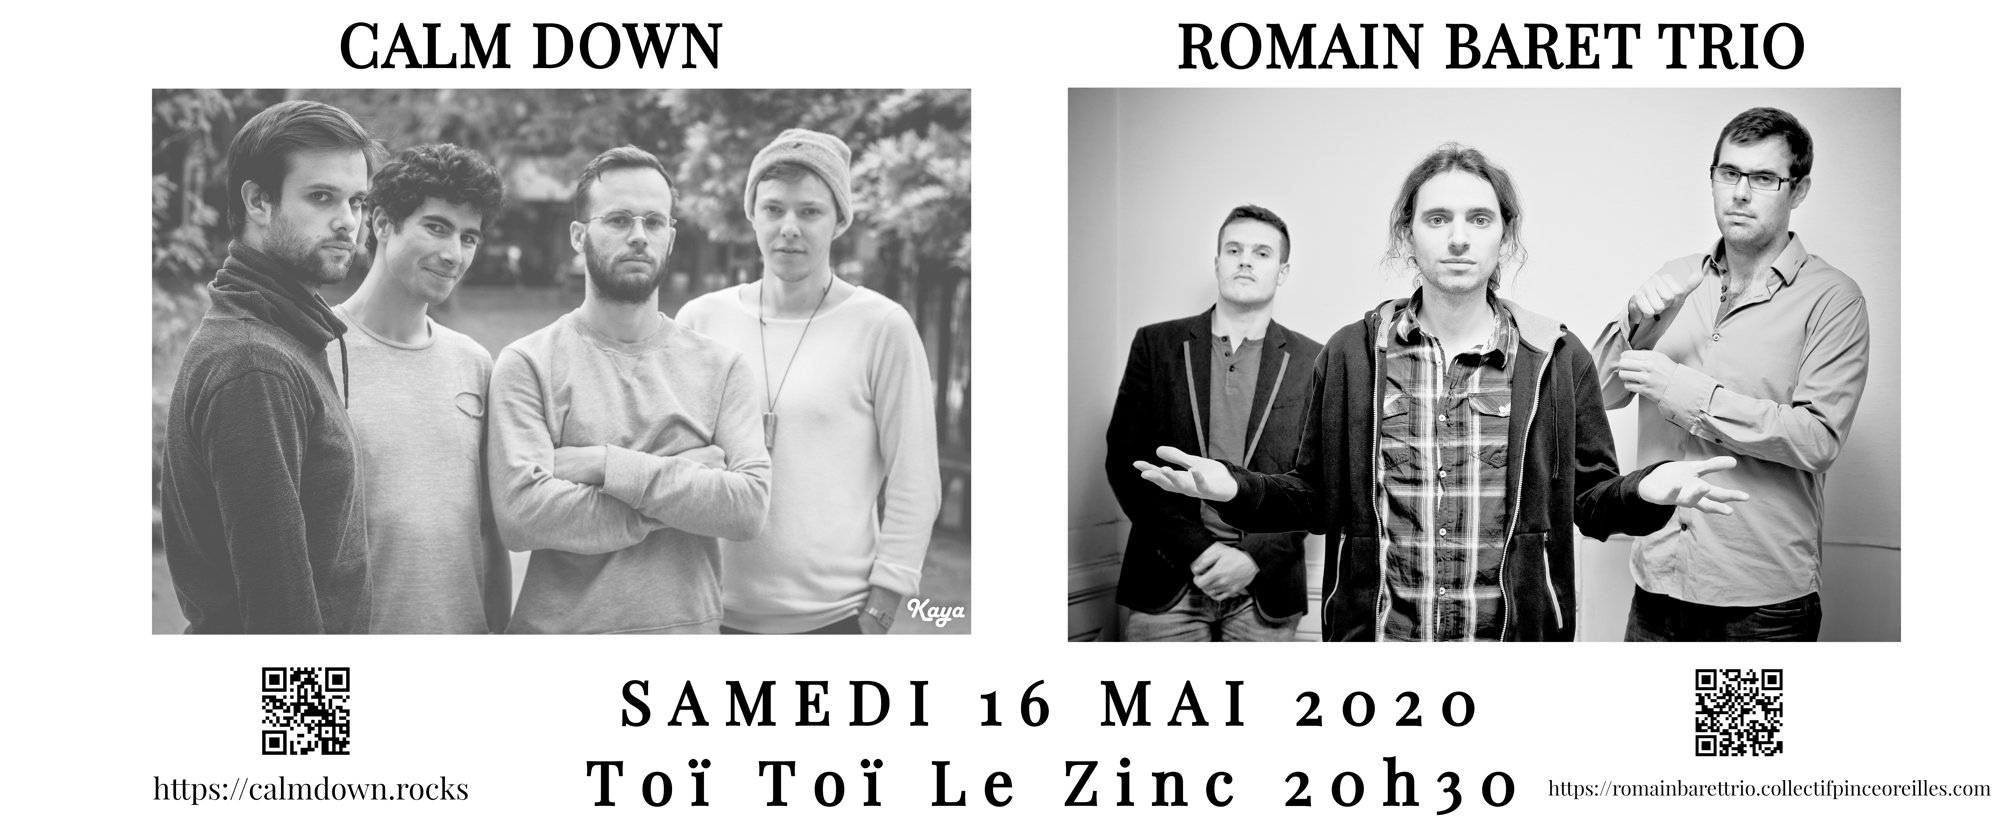 CALM DOWN
ROMAIN BARET TRIO
Kaya
SAMEDI 16 MAI 2020
Toï Toï Le Zinc 20h30
https://calmdown.rocks
https://romainbarettrio.collectifpinceoreilles.com